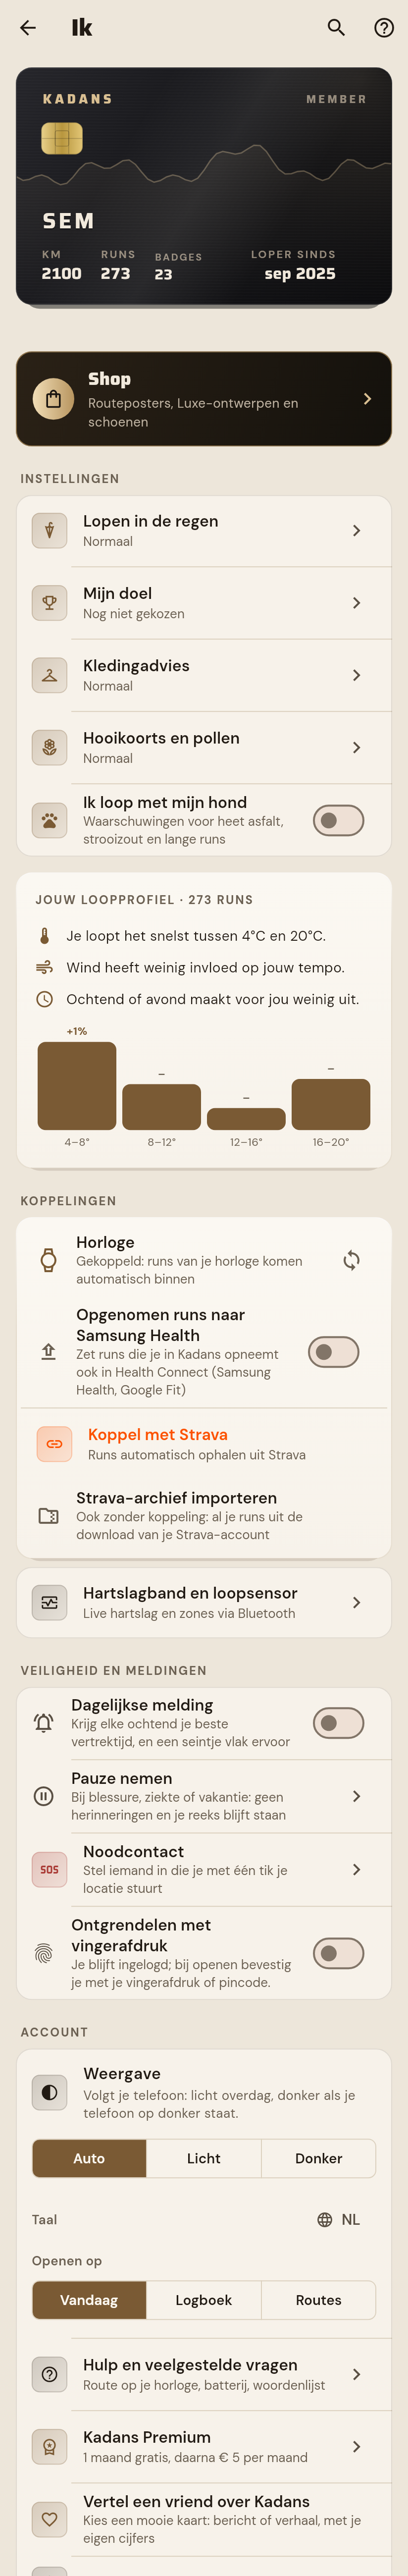 Ik
KADANS
MEMBER
SEM
KM
RUNS
BADGES
LOPER SINDS
2100
273
23
sep 2025
Shop
Routeposters, Luxe-ontwerpen en
schoenen
INSTELLINGEN
Lopen in de regen
Normaal
Mijn doel
Nog niet gekozen
Kledingadvies
Normaal
Hooikoorts en pollen
Normaal
Ik loop met mijn hond
Waarschuwingen voor heet asfalt,
strooizout en lange runs
JOUW LOOPPROFIEL · 273 RUNS
Je loopt het snelst tussen 4°C en 20°C.
Wind heeft weinig invloed op jouw tempo.
Ochtend of avond maakt voor jou weinig uit.
+1%
–
–
–
4–8°
8–12°
12–16°
16–20°
KOPPELINGEN
Horloge
Gekoppeld: runs van je horloge komen
automatisch binnen
Opgenomen runs naar
Samsung Health
Zet runs die je in Kadans opneemt
ook in Health Connect (Samsung
Health, Google Fit)
Koppel met Strava
Runs automatisch ophalen uit Strava
Strava-archief importeren
Ook zonder koppeling: al je runs uit de
download van je Strava-account
Hartslagband en loopsensor
Live hartslag en zones via Bluetooth
VEILIGHEID EN MELDINGEN
Dagelijkse melding
Krijg elke ochtend je beste
vertrektijd, en een seintje vlak ervoor
Pauze nemen
Bij blessure, ziekte of vakantie: geen
herinneringen en je reeks blijft staan
SOS
Noodcontact
Stel iemand in die je met één tik je
locatie stuurt
Ontgrendelen met
vingerafdruk
Je blijft ingelogd; bij openen bevestig
je met je vingerafdruk of pincode.
ACCOUNT
Weergave
Volgt je telefoon: licht overdag, donker als je
telefoon op donker staat.
Auto
Licht
Donker
Taal
NL
Openen op
Vandaag
Logboek
Routes
Hulp en veelgestelde vragen
Route op je horloge, batterij, woordenlijst
Kadans Premium
1 maand gratis, daarna € 5 per maand
Vertel een vriend over Kadans
Kies een mooie kaart: bericht of verhaal, met je
eigen cijfers